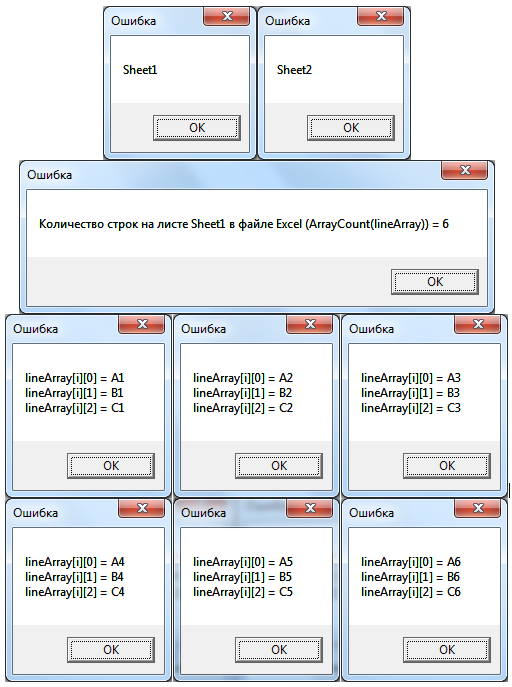 Ошибка
Sheet1
OK
Ошибка
Sheet2
OK
Ошибка
Количество строк на листе Sheet1 в файле Excel (ArrayCount(lineArray)) = 6
OK
Ошибка
lineArray[i][0] = A1
lineArray[i][1] = B1
lineArray[i][2] = C1
OK
Ошибка
lineArray[i][0] = A2
lineArray[i][1] = B2
lineArray[i][2] = C2
OK
Ошибка
lineArray[i][0] = A3
lineArray[i][1] = B3
lineArray[i][2] = C3
OK
Ошибка
lineArray[i][0] = A4
lineArray[i][1] = B4
lineArray[i][2] = C4
OK
Ошибка
lineArray[i][0] = A5
lineArray[i][1] = B5
lineArray[i][2] = C5
OK
Ошибка
lineArray[i][0] = A6
lineArray[i][1] = B6
lineArray[i][2] = C6
OK